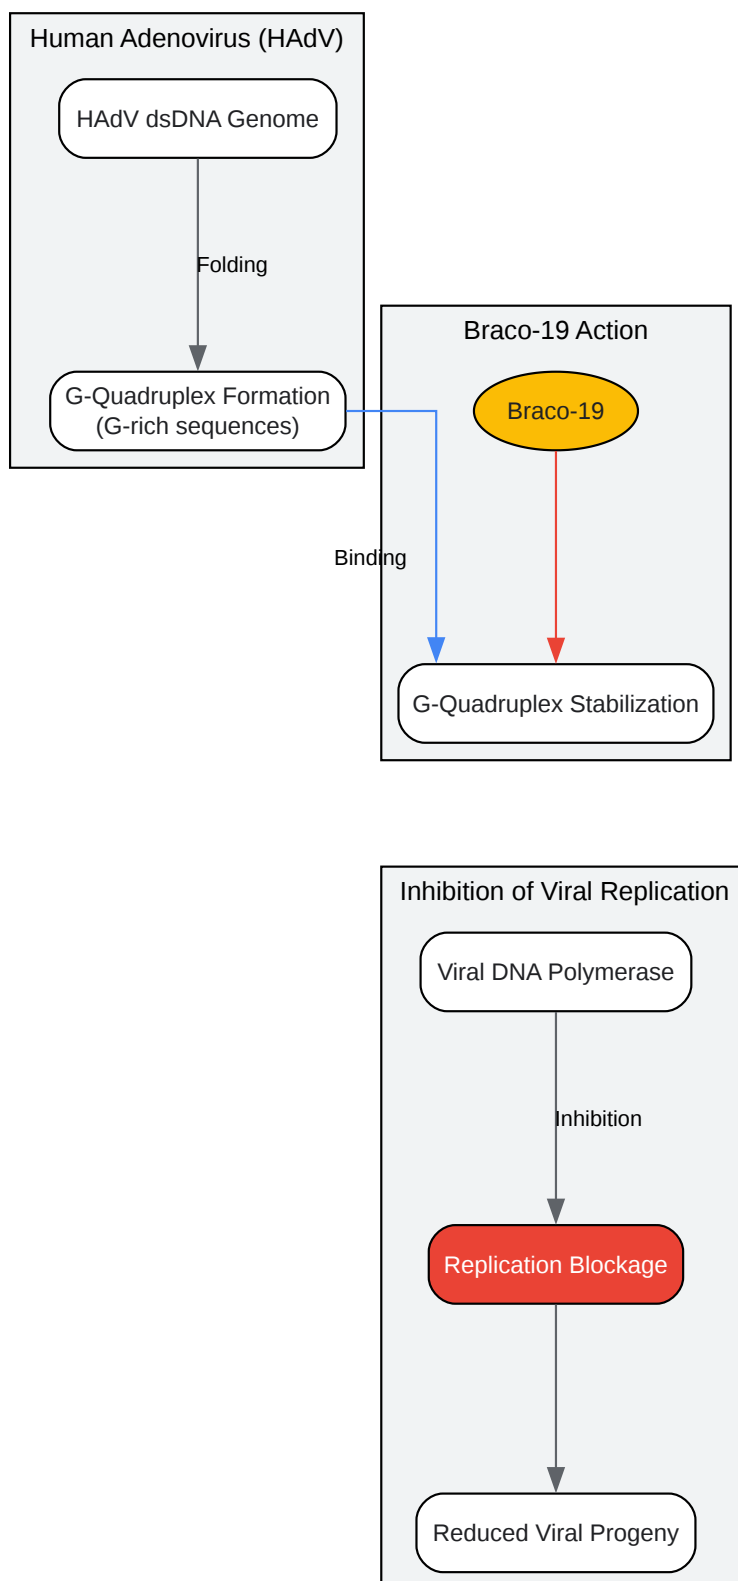 Human Adenovirus (HAdV)
HAdV dsDNA Genome
Folding
G-Quadruplex Formation
(G-rich sequences)
Braco-19 Action
Braco-19
Binding
G-Quadruplex Stabilization
Inhibition of Viral Replication
Viral DNA Polymerase
Inhibition
Replication Blockage
Reduced Viral Progeny